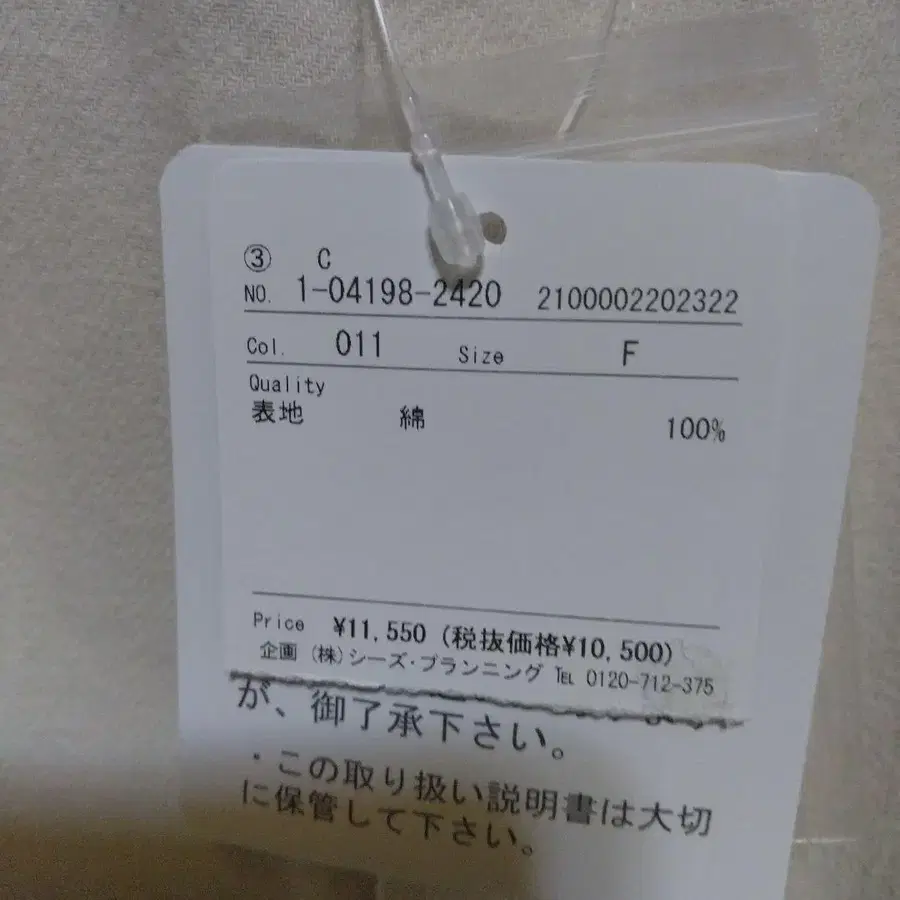 ③ C
NO. 1-04198-2420 2100002202322
Col. 011 Size F
Quality
表地 綿 100%
Price ¥11,550 (税抜価格¥10,500)
企画 (株)シーズ・プランニング ℡ 0120-712-375
が、御了承下さい。
・この取り扱い説明書は大切
に保管して下さい。